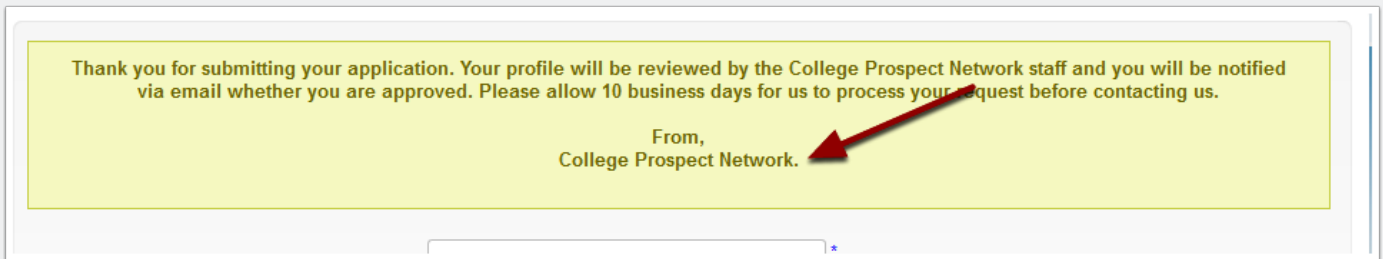 Thank you for submitting your application. Your profile will be reviewed by the College Prospect Network staff and you will be notified
via email whether you are approved. Please allow 10 business days for us to process your request before contacting us.
From,
College Prospect Network.
*